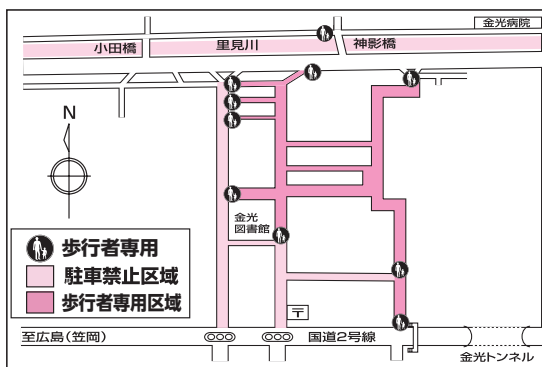 金光病院
小田橋
里見川
神影橋
N
金光
図書館
歩行者専用
駐車禁止区域
歩行者専用区域
〒
至広島(笠岡)
国道2号線
金光トンネル